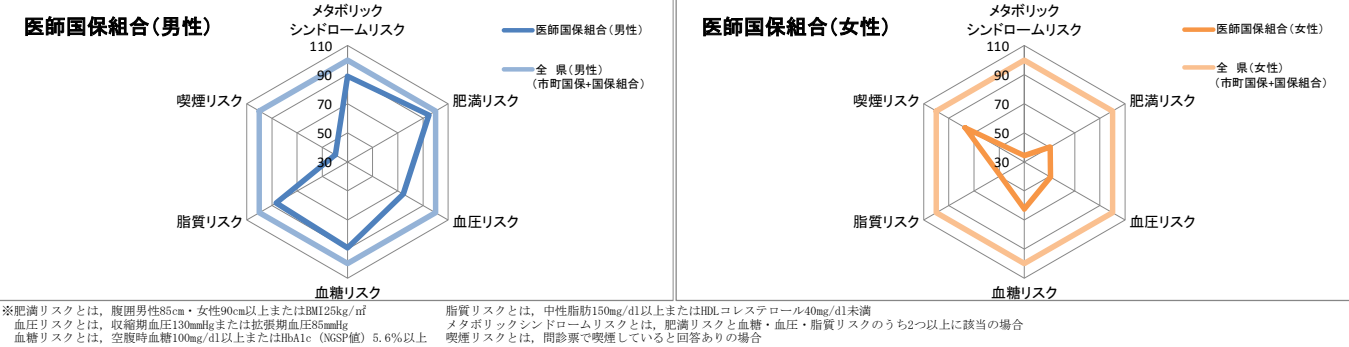 医師国保組合(男性)
メタボリック
シンドロームリスク
医師国保組合(男性)
全　県(男性)
(市町国保+国保組合)
110
90
70
50
30
肥満リスク
血圧リスク
血糖リスク
脂質リスク
喫煙リスク
医師国保組合(女性)
メタボリック
シンドロームリスク
医師国保組合(女性)
全　県(女性)
(市町国保+国保組合)
110
90
70
50
30
肥満リスク
血圧リスク
血糖リスク
脂質リスク
喫煙リスク
※肥満リスクとは，腹囲男性85cm・女性90cm以上またはBMI25kg/㎡
血圧リスクとは，収縮期血圧130mmHgまたは拡張期血圧85mmHg
血糖リスクとは，空腹時血糖100mg/dl以上またはHbA1c（NGSP値）5.6%以上
脂質リスクとは，中性脂肪150mg/dl以上またはHDLコレステロール40mg/dl未満
メタボリックシンドロームリスクとは，肥満リスクと血糖・血圧・脂質リスクのうち2つ以上に該当の場合
喫煙リスクとは，問診票で喫煙していると回答ありの場合